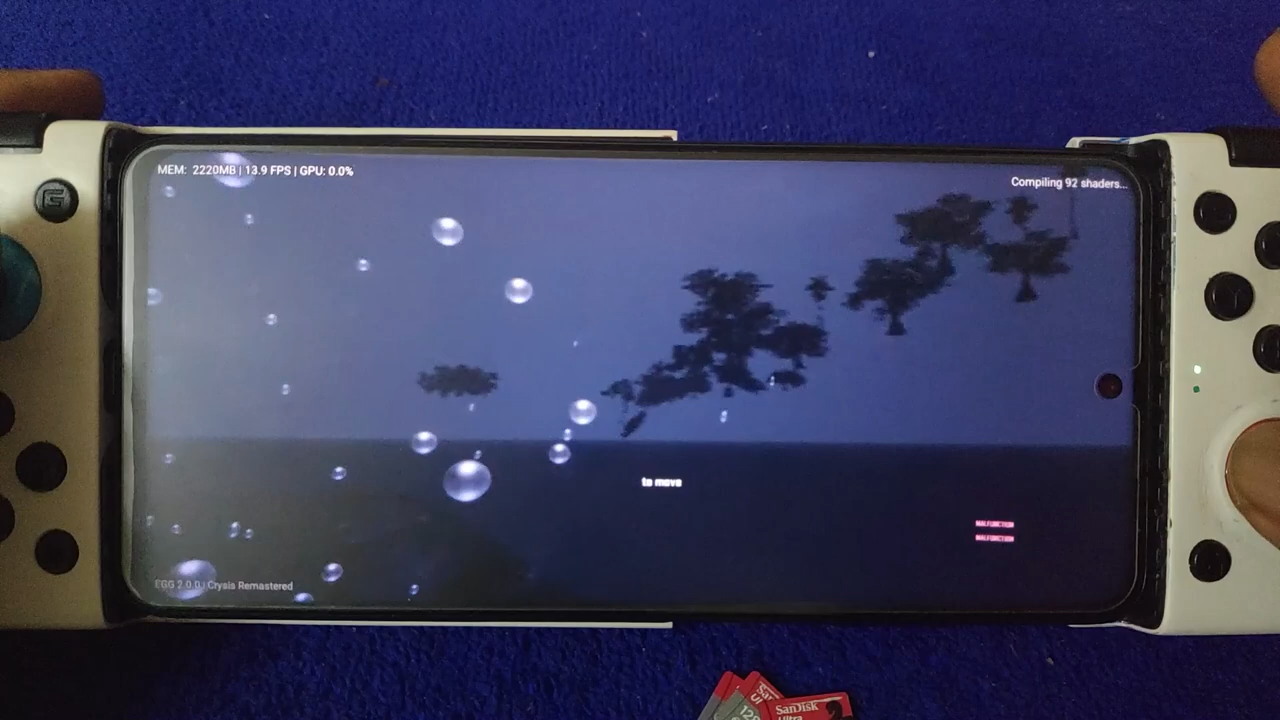 MEM: 2220MB | 13.9 FPS | GPU: 0.0%
Compiling 92 shaders...
to move
MALFUNCTION
MALFUNCTION
EGG 2.0.0 | Crysis Remastered
SanDisk
Ultra